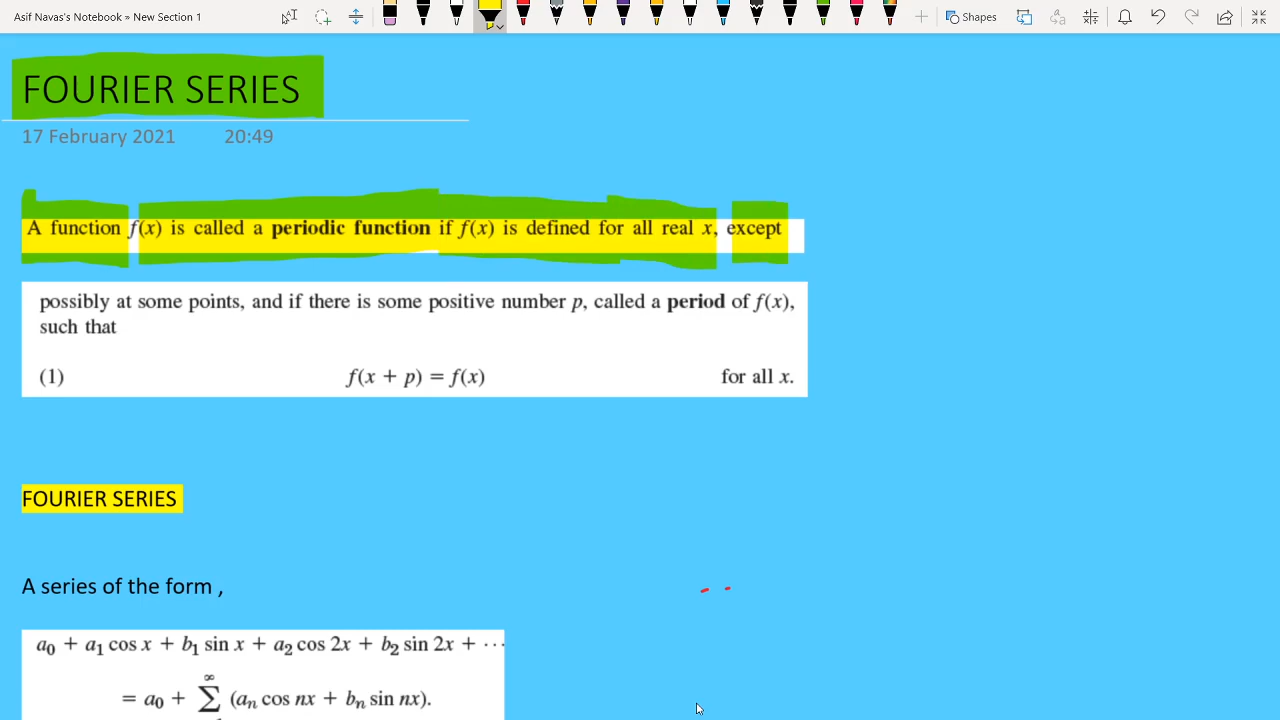 Asif Navas's Notebook » New Section 1
Shapes
FOURIER SERIES
17 February 2021 20:49
A function f(x) is called a periodic function if f(x) is defined for all real x, except
possibly at some points, and if there is some positive number p, called a period of f(x),
such that
(1) f(x + p) = f(x) for all x.
FOURIER SERIES
A series of the form ,
a₀ + a₁ cos x + b₁ sin x + a₂ cos 2x + b₂ sin 2x + ⋯
= a₀ + ∑ ∞ (aₙ cos nx + bₙ sin nx).